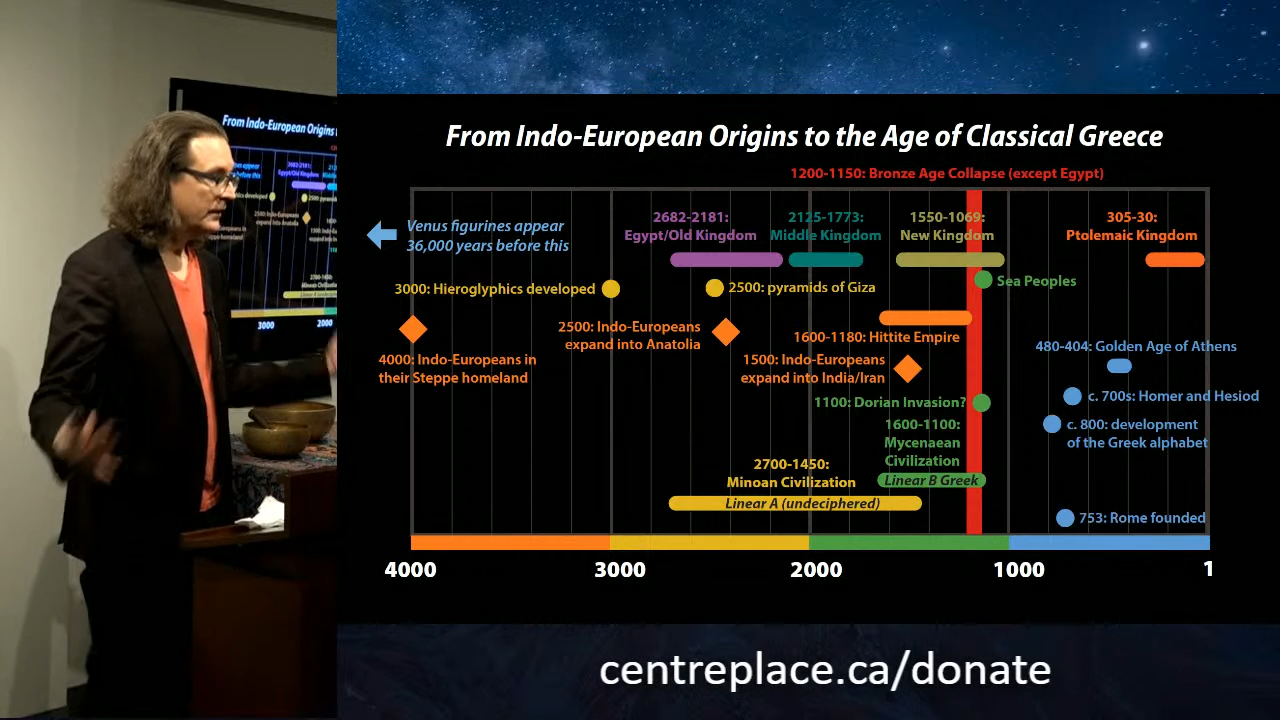 From Indo-European Origins to the Age of Classical Greece
1200-1150: Bronze Age Collapse (except Egypt)
Venus figurines appear
36,000 years before this
2682-2181:
Egypt/Old Kingdom
2125-1773:
Middle Kingdom
1550-1069:
New Kingdom
305-30:
Ptolemaic Kingdom
3000: Hieroglyphics developed
2500: pyramids of Giza
Sea Peoples
2500: Indo-Europeans
expand into Anatolia
1600-1180: Hittite Empire
4000: Indo-Europeans in
their Steppe homeland
1500: Indo-Europeans
expand into India/Iran
480-404: Golden Age of Athens
c. 700s: Homer and Hesiod
1100: Dorian Invasion?
c. 800: development
of the Greek alphabet
1600-1100:
Mycenaean
Civilization
Linear B Greek
2700-1450:
Minoan Civilization
Linear A (undeciphered)
753: Rome founded
4000
3000
2000
1000
1
centreplace.ca/donate
From Indo-European Origins
3000
2000